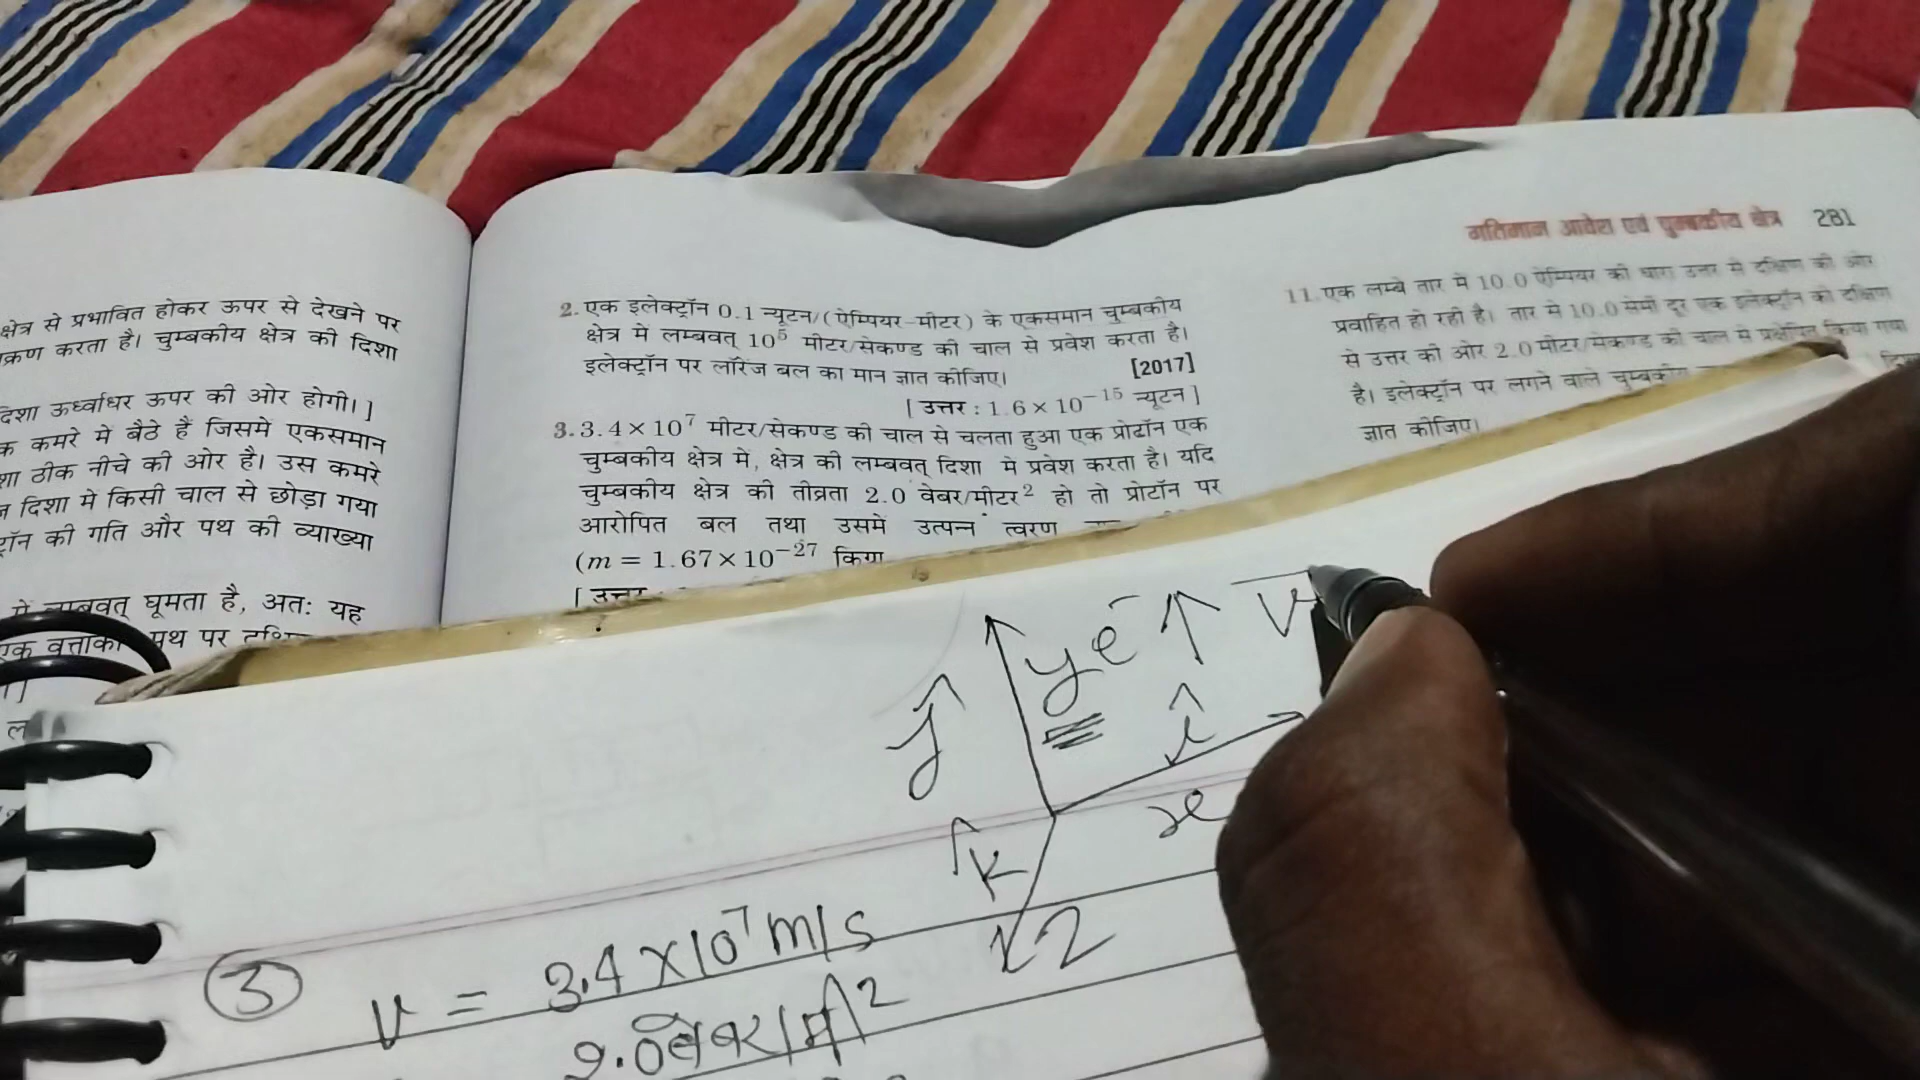 क्षेत्र से प्रभावित होकर ऊपर से देखने पर
करता है। चुम्बकीय क्षेत्र की दिशा
दिशा ऊर्ध्वाधर ऊपर की ओर होगी।]
कमरे में बैठे हैं जिसमें एकसमान
ठीक नीचे की ओर है। उस कमरे
दिशा में किसी चाल से छोड़ा गया
की गति और पथ की व्याख्या
घूमता है, अतः यह
पथ पर
2. एक इलेक्ट्रॉन 0.1 न्यूटन/(ऐम्पियर-मीटर) के एकसमान चुम्बकीय
क्षेत्र में लम्बवत् 10⁵ मीटर/सेकण्ड की चाल से प्रवेश करता है।
इलेक्ट्रॉन पर लॉरेंज बल का मान ज्ञात कीजिए। [2017]
[उत्तर : 1.6 × 10⁻¹⁵ न्यूटन]
3. 3.4 × 10⁷ मीटर/सेकण्ड की चाल से चलता हुआ एक प्रोटॉन एक
चुम्बकीय क्षेत्र में, क्षेत्र की लम्बवत् दिशा में प्रवेश करता है। यदि
चुम्बकीय क्षेत्र की तीव्रता 2.0 वेबर/मीटर² हो तो प्रोटॉन पर
आरोपित बल तथा उसमें उत्पन्न त्वरण
(m = 1.67 × 10⁻²⁷ किग्रा
[उत्तर :
गतिमान आवेश एवं चुम्बकीय क्षेत्र 281
11. एक लम्बे तार में 10.0 ऐम्पियर की धारा उत्तर से दक्षिण की ओर
प्रवाहित हो रही है। तार से 10.0 सेमी दूर एक इलेक्ट्रॉन को दक्षिण
से उत्तर की ओर 2.0 मीटर/सेकण्ड की चाल से प्रक्षेपित किया गया
है। इलेक्ट्रॉन पर लगने वाले
ज्ञात कीजिए।
y e⁻ ↑ V
ĵ î
x
k̂
z
③ v = 3.4 × 10⁷ m/s
2.0 वेबर/मी²